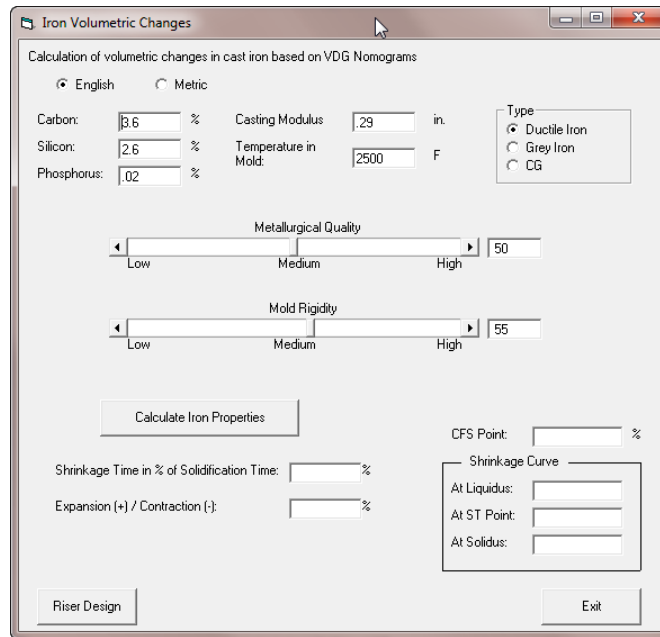 Iron Volumetric Changes
Calculation of volumetric changes in cast iron based on VDG Nomograms
English Metric
Carbon: 3.6 % Casting Modulus .29 in. Type
Silicon: 2.6 % Temperature in Mold: 2500 F Ductile Iron
Phosphorus: .02 % Grey Iron
CG
Metallurgical Quality
50
Low Medium High
Mold Rigidity
55
Low Medium High
Calculate Iron Properties
CFS Point: %
Shrinkage Time in % of Solidification Time: %
Expansion (+) / Contraction (-): %
Shrinkage Curve
At Liquidus:
At ST Point:
At Solidus:
Riser Design Exit